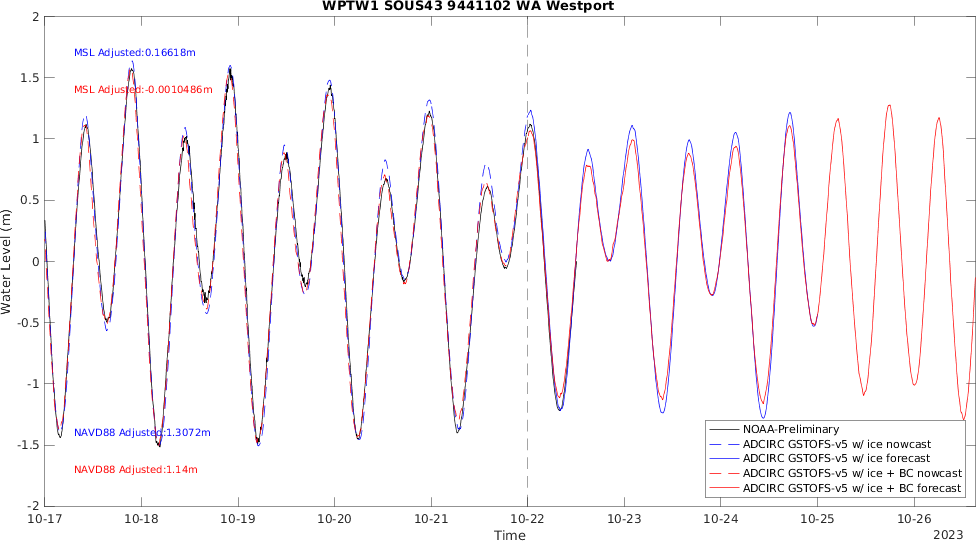 WPTW1 SOUS43 9441102 WA Westport
2
1.5
1
0.5
0
-0.5
-1
-1.5
-2
Water Level (m)
MSL Adjusted:0.16618m
MSL Adjusted:-0.0010486m
NAVD88 Adjusted:1.3072m
NAVD88 Adjusted:1.14m
NOAA-Preliminary
ADCIRC GSTOFS-v5 w/ ice nowcast
ADCIRC GSTOFS-v5 w/ ice forecast
ADCIRC GSTOFS-v5 w/ ice + BC nowcast
ADCIRC GSTOFS-v5 w/ ice + BC forecast
10-17 10-18 10-19 10-20 10-21 10-22 10-23 10-24 10-25 10-26
Time
2023